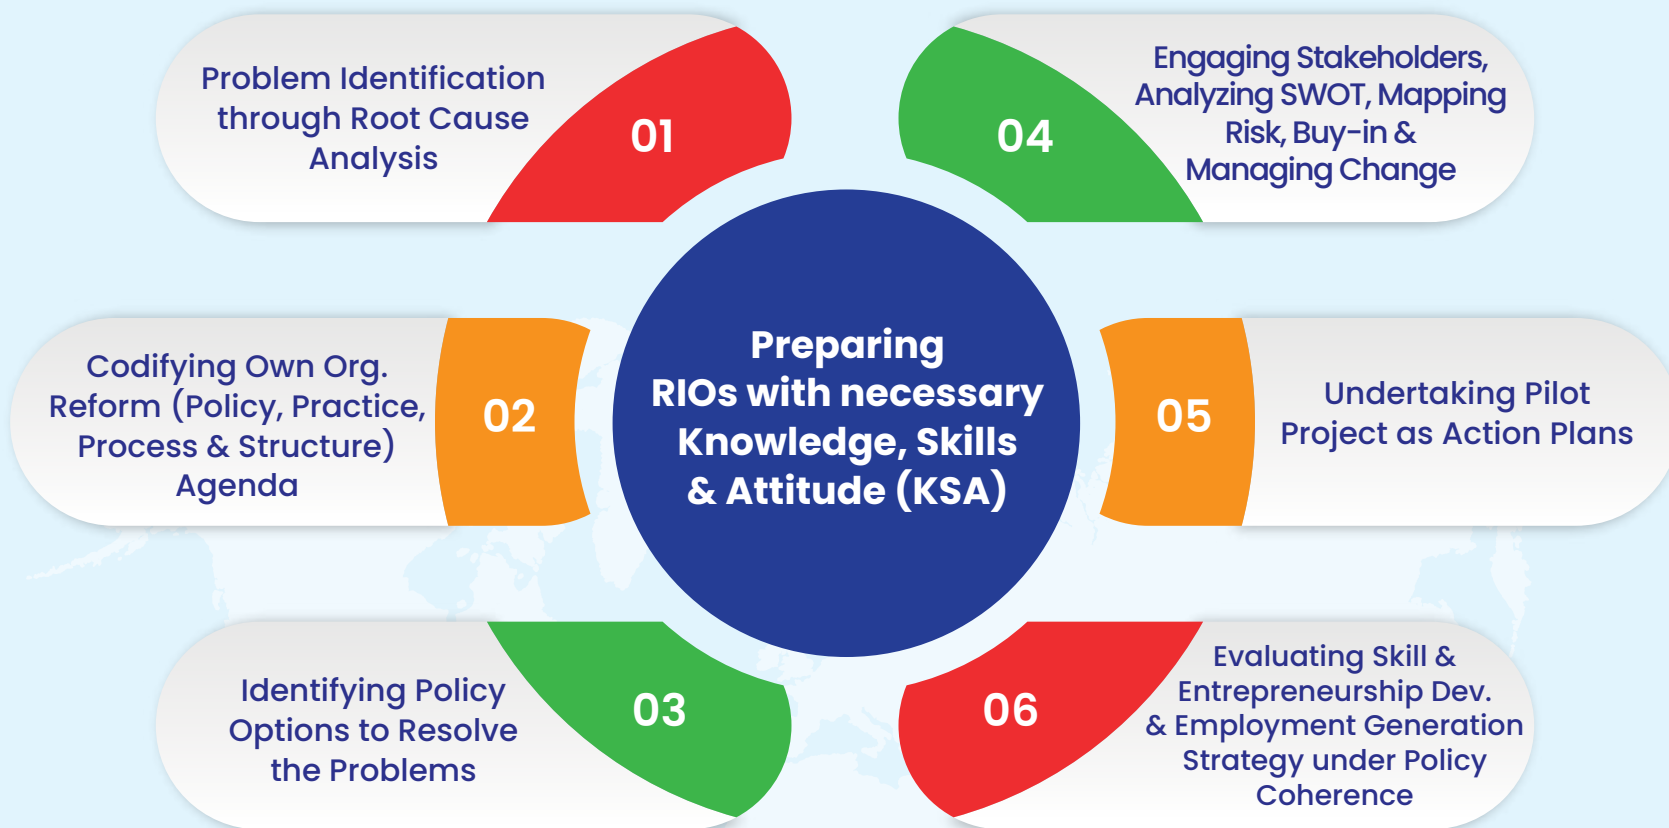 Problem Identification
through Root Cause
Analysis
01
Codifying Own Org.
Reform (Policy, Practice,
Process & Structure)
Agenda
02
Identifying Policy
Options to Resolve
the Problems
03
Preparing
RIOs with necessary
Knowledge, Skills
& Attitude (KSA)
04
Engaging Stakeholders,
Analyzing SWOT, Mapping
Risk, Buy-in &
Managing Change
05
Undertaking Pilot
Project as Action Plans
06
Evaluating Skill &
Entrepreneurship Dev.
& Employment Generation
Strategy under Policy
Coherence